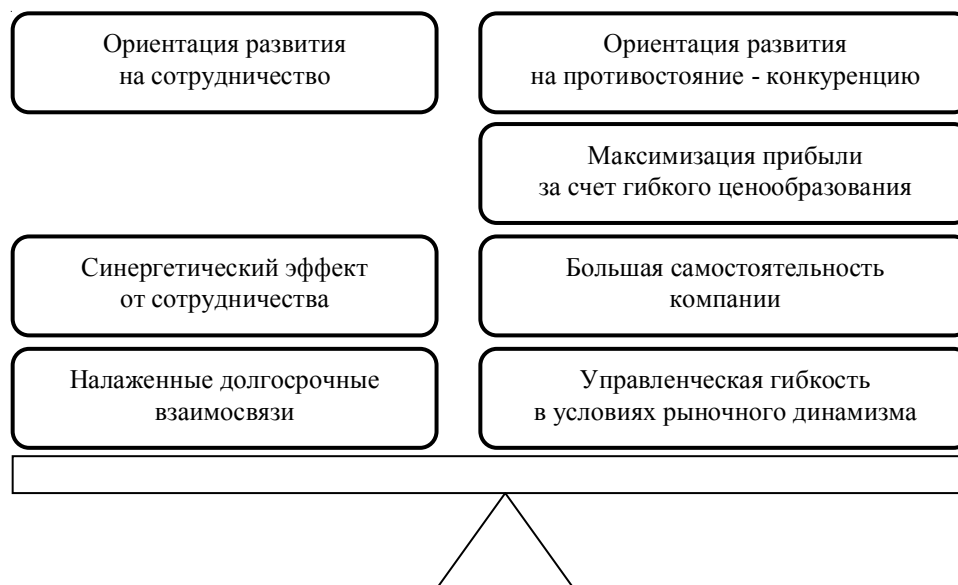 Ориентация развития
на сотрудничество
Ориентация развития
на противостояние - конкуренцию
Максимизация прибыли
за счет гибкого ценообразования
Синергетический эффект
от сотрудничества
Большая самостоятельность
компании
Налаженные долгосрочные
взаимосвязи
Управленческая гибкость
в условиях рыночного динамизма